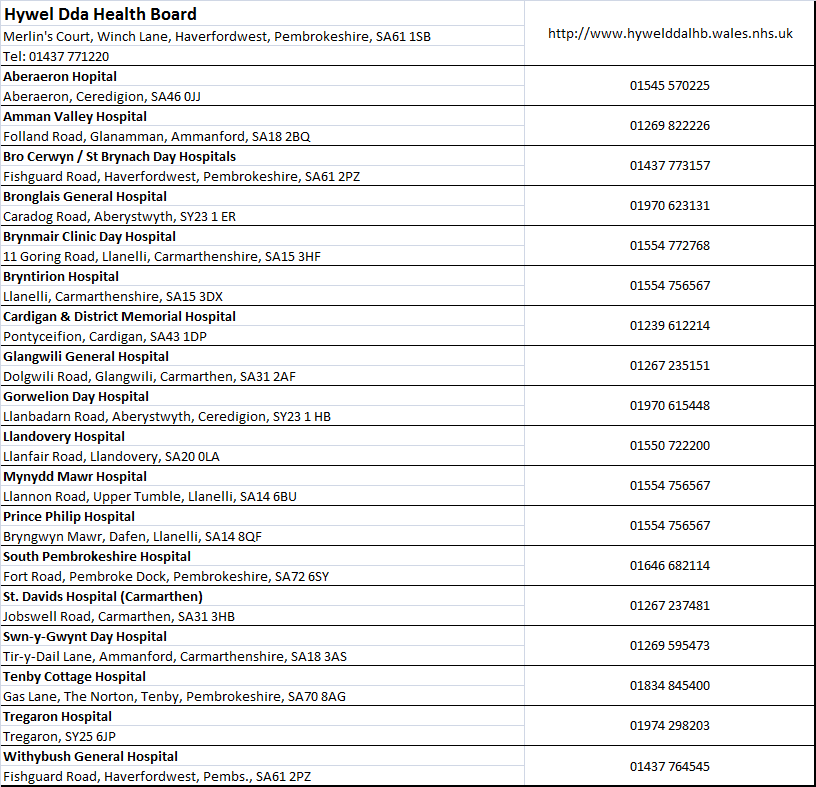 Hywel Dda Health Board
Merlin's Court, Winch Lane, Haverfordwest, Pembrokeshire, SA61 1SB
http://www.hywelddalhb.wales.nhs.uk
Tel: 01437 771220
Aberaeron Hopital
01545 570225
Aberaeron, Ceredigion, SA46 0JJ
Amman Valley Hospital
01269 822226
Folland Road, Glanamman, Ammanford, SA18 2BQ
Bro Cerwyn / St Brynach Day Hospitals
01437 773157
Fishguard Road, Haverfordwest, Pembrokeshire, SA61 2PZ
Bronglais General Hospital
01970 623131
Caradog Road, Aberystwyth, SY23 1 ER
Brynmair Clinic Day Hospital
01554 772768
11 Goring Road, Llanelli, Carmarthenshire, SA15 3HF
Bryntirion Hospital
01554 756567
Llanelli, Carmarthenshire, SA15 3DX
Cardigan & District Memorial Hospital
01239 612214
Pontyceifion, Cardigan, SA43 1DP
Glangwili General Hospital
01267 235151
Dolgwili Road, Glangwili, Carmarthen, SA31 2AF
Gorwelion Day Hospital
01970 615448
Llanbadarn Road, Aberystwyth, Ceredigion, SY23 1 HB
Llandovery Hospital
01550 722200
Llanfair Road, Llandovery, SA20 0LA
Mynydd Mawr Hospital
01554 756567
Llannon Road, Upper Tumble, Llanelli, SA14 6BU
Prince Philip Hospital
01554 756567
Bryngwyn Mawr, Dafen, Llanelli, SA14 8QF
South Pembrokeshire Hospital
01646 682114
Fort Road, Pembroke Dock, Pembrokeshire, SA72 6SY
St. Davids Hospital (Carmarthen)
01267 237481
Jobswell Road, Carmarthen, SA31 3HB
Swn-y-Gwynt Day Hospital
01269 595473
Tir-y-Dail Lane, Ammanford, Carmarthenshire, SA18 3AS
Tenby Cottage Hospital
01834 845400
Gas Lane, The Norton, Tenby, Pembrokeshire, SA70 8AG
Tregaron Hospital
01974 298203
Tregaron, SY25 6JP
Withybush General Hospital
01437 764545
Fishguard Road, Haverfordwest, Pembs., SA61 2PZ